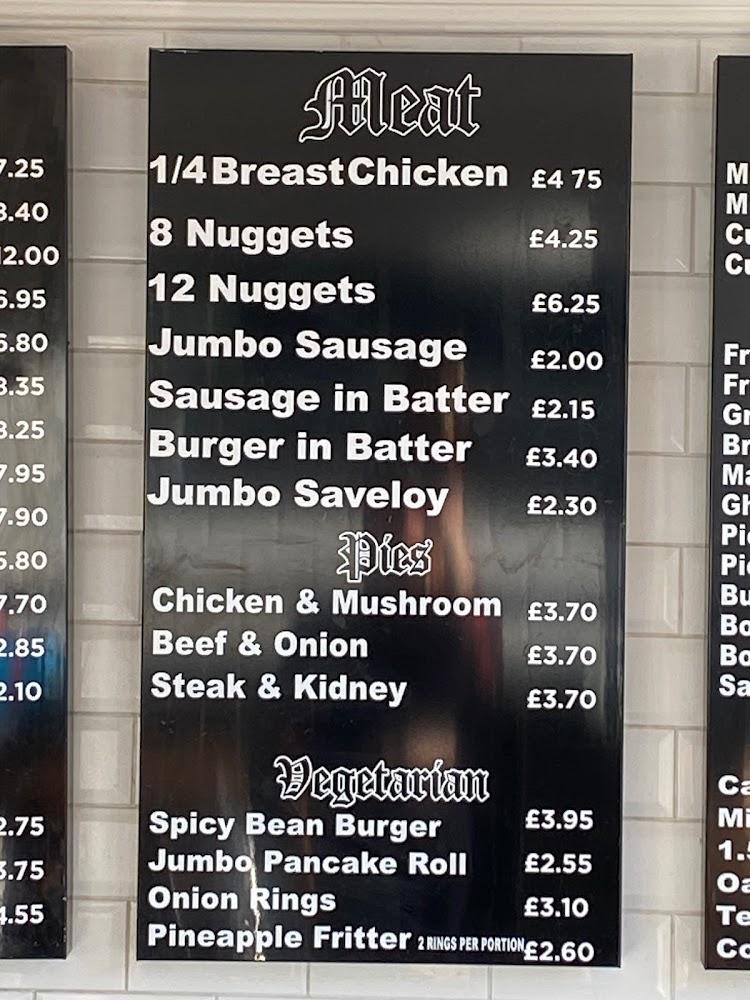 Meat
1/4 Breast Chicken £4 75
8 Nuggets £4.25
12 Nuggets £6.25
Jumbo Sausage £2.00
Sausage in Batter £2.15
Burger in Batter £3.40
Jumbo Saveloy £2.30
Pies
Chicken & Mushroom £3.70
Beef & Onion £3.70
Steak & Kidney £3.70
Vegetarian
Spicy Bean Burger £3.95
Jumbo Pancake Roll £2.55
Onion Rings £3.10
Pineapple Fritter 2 RINGS PER PORTION £2.60